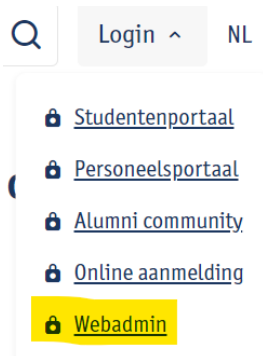 Login NL
Studentenportaal
Personeelsportaal
Alumni community
Online aanmelding
Webadmin